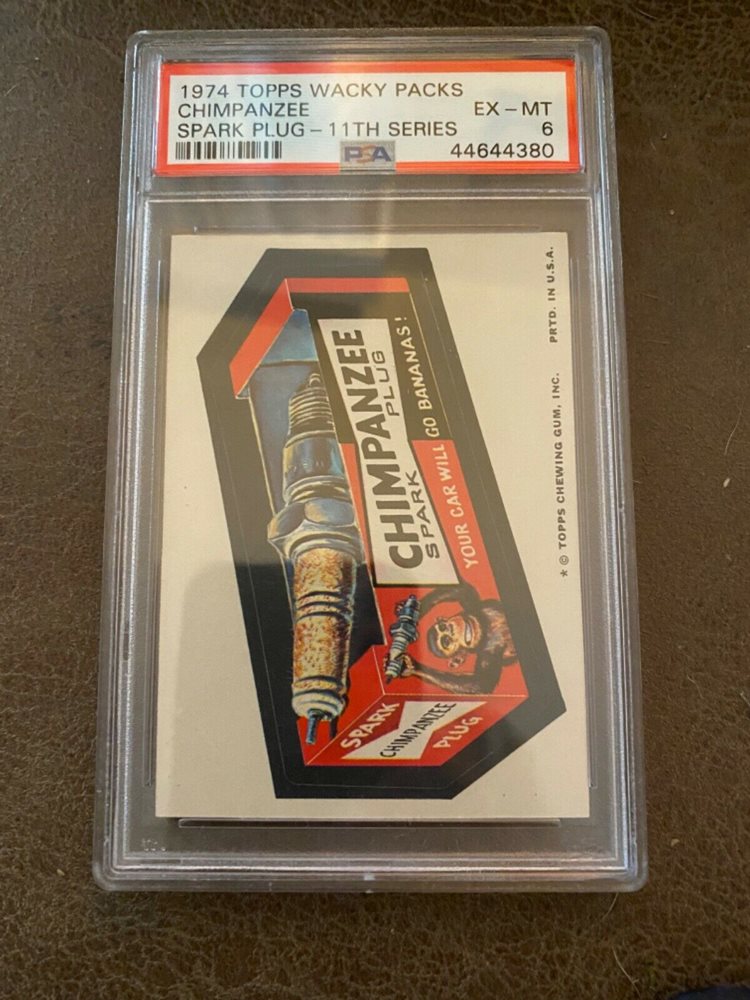 1974 TOPPS WACKY PACKS
CHIMPANZEE EX-MT
SPARK PLUG-11TH SERIES 6
PSA 44644380
CHIMPANZEE
SPARK PLUG
YOUR CAR WILL GO BANANAS!
SPARK
CHIMPANZEE
PLUG
* © TOPPS CHEWING GUM, INC. PRTD. IN U.S.A.